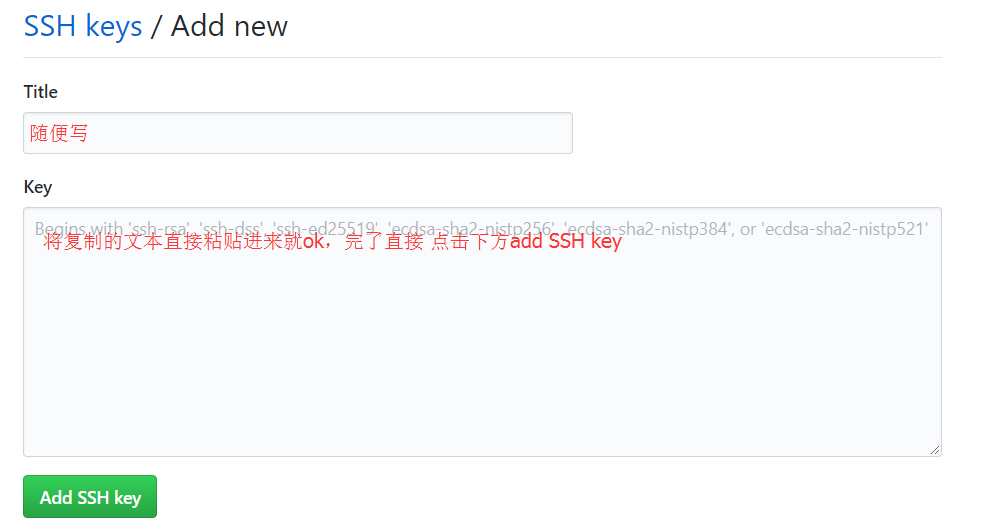 SSH keys / Add new
Title
随便写
Key
Begins with 'ssh-rsa', 'ssh-dss', 'ssh-ed25519', 'ecdsa-sha2-nistp256', 'ecdsa-sha2-nistp384', or 'ecdsa-sha2-nistp521'
将复制的文本直接粘贴进来就ok，完了直接 点击下方add SSH key
Add SSH key